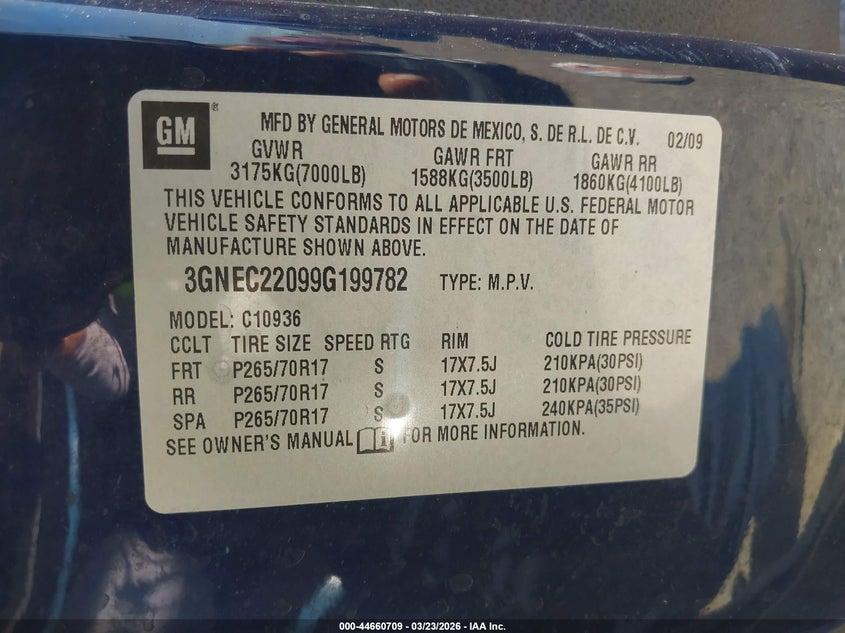 GM® MFD BY GENERAL MOTORS DE MEXICO, S. DE R.L. DE C.V. 02/09
GVWR GAWR FRT GAWR RR
3175KG(7000LB) 1588KG(3500LB) 1860KG(4100LB)
THIS VEHICLE CONFORMS TO ALL APPLICABLE U.S. FEDERAL MOTOR
VEHICLE SAFETY STANDARDS IN EFFECT ON THE DATE OF
MANUFACTURE SHOWN ABOVE.
3GNEC22099G199782 TYPE: M.P.V.
MODEL: C10936
CCLT TIRE SIZE SPEED RTG RIM COLD TIRE PRESSURE
FRT P265/70R17 S 17X7.5J 210KPA(30PSI)
RR P265/70R17 S 17X7.5J 210KPA(30PSI)
SPA P265/70R17 S 17X7.5J 240KPA(35PSI)
SEE OWNER'S MANUAL FOR MORE INFORMATION.
000-44660709 - 03/23/2026 - IAA Inc.